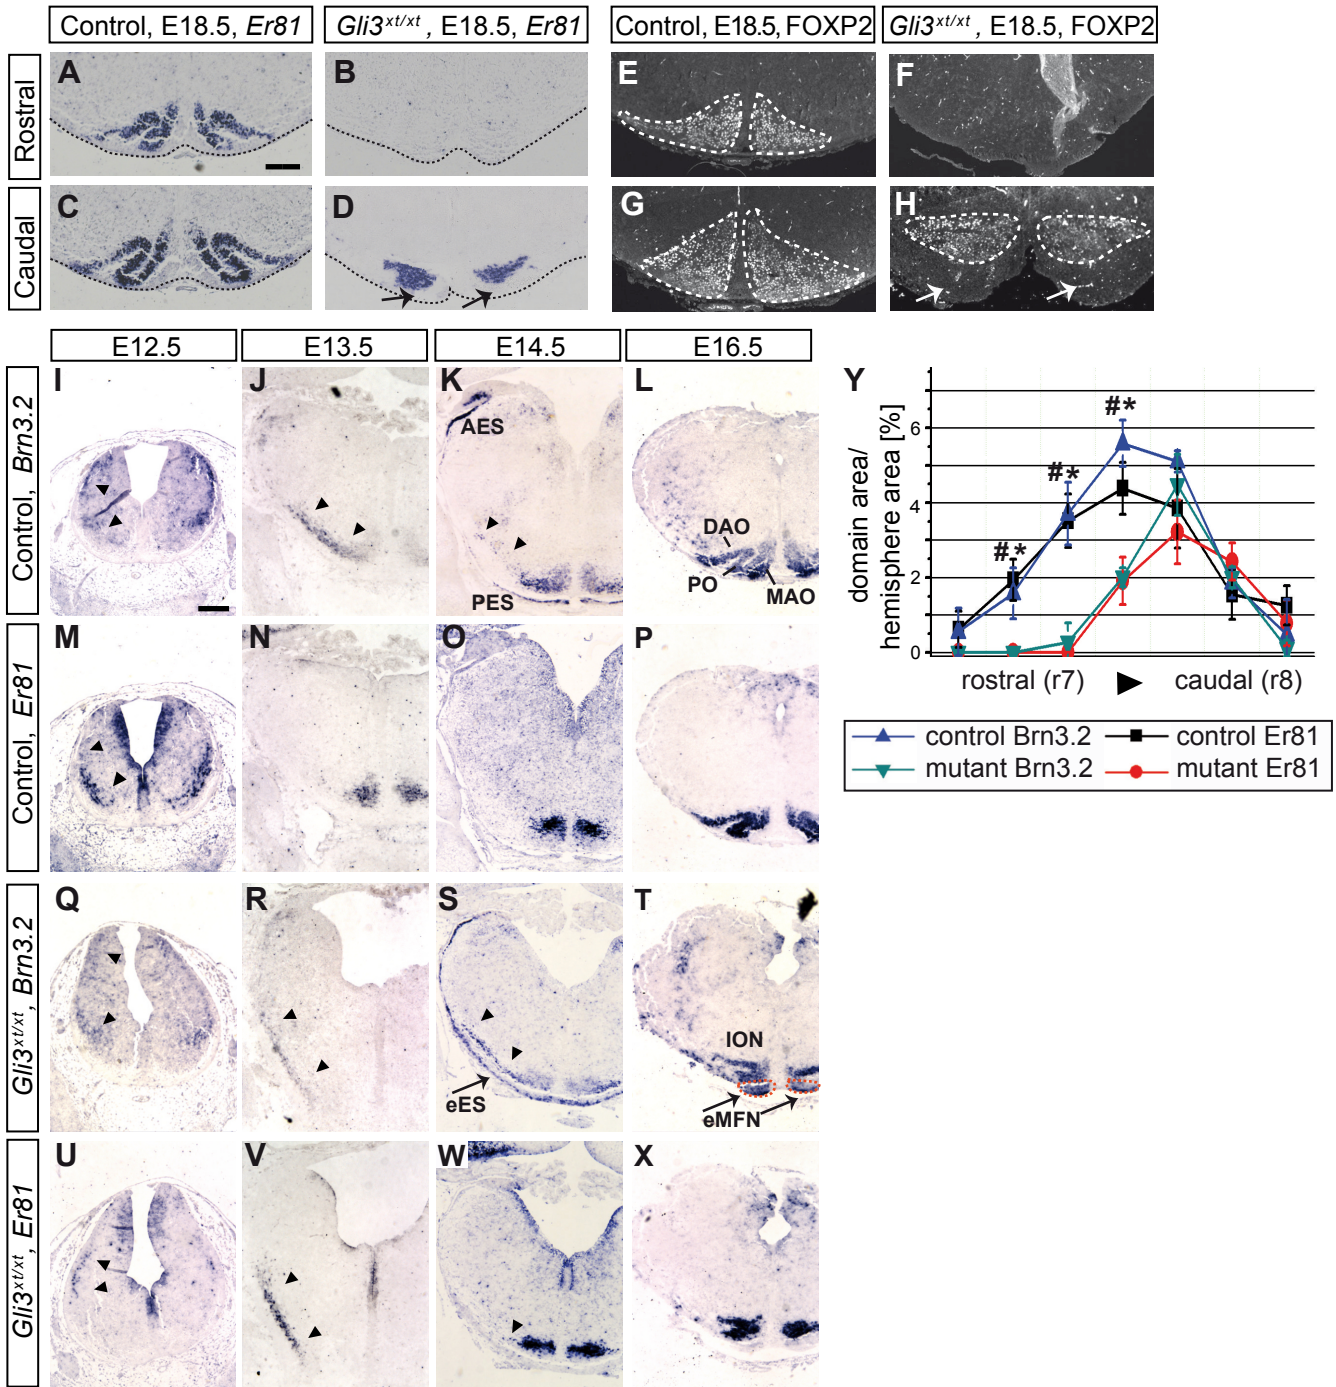 Control, E18.5, Er81
Gli3xt/xt, E18.5, Er81
Control, E18.5, FOXP2
Gli3xt/xt, E18.5, FOXP2
Rostral
A
B
E
F
Caudal
C
D
G
H
E12.5
E13.5
E14.5
E16.5
Control, Brn3.2
I
J
K
L
AES
PES
DAO
PO
MAO
Control, Er81
M
N
O
P
Gli3xt/xt, Brn3.2
Q
R
S
T
eES
ION
eMFN
Gli3xt/xt, Er81
U
V
W
X
Y
domain area/
hemisphere area [%]
6
4
2
0
#*
#*
#*
rostral (r7) ► caudal (r8)
control Brn3.2
control Er81
mutant Brn3.2
mutant Er81